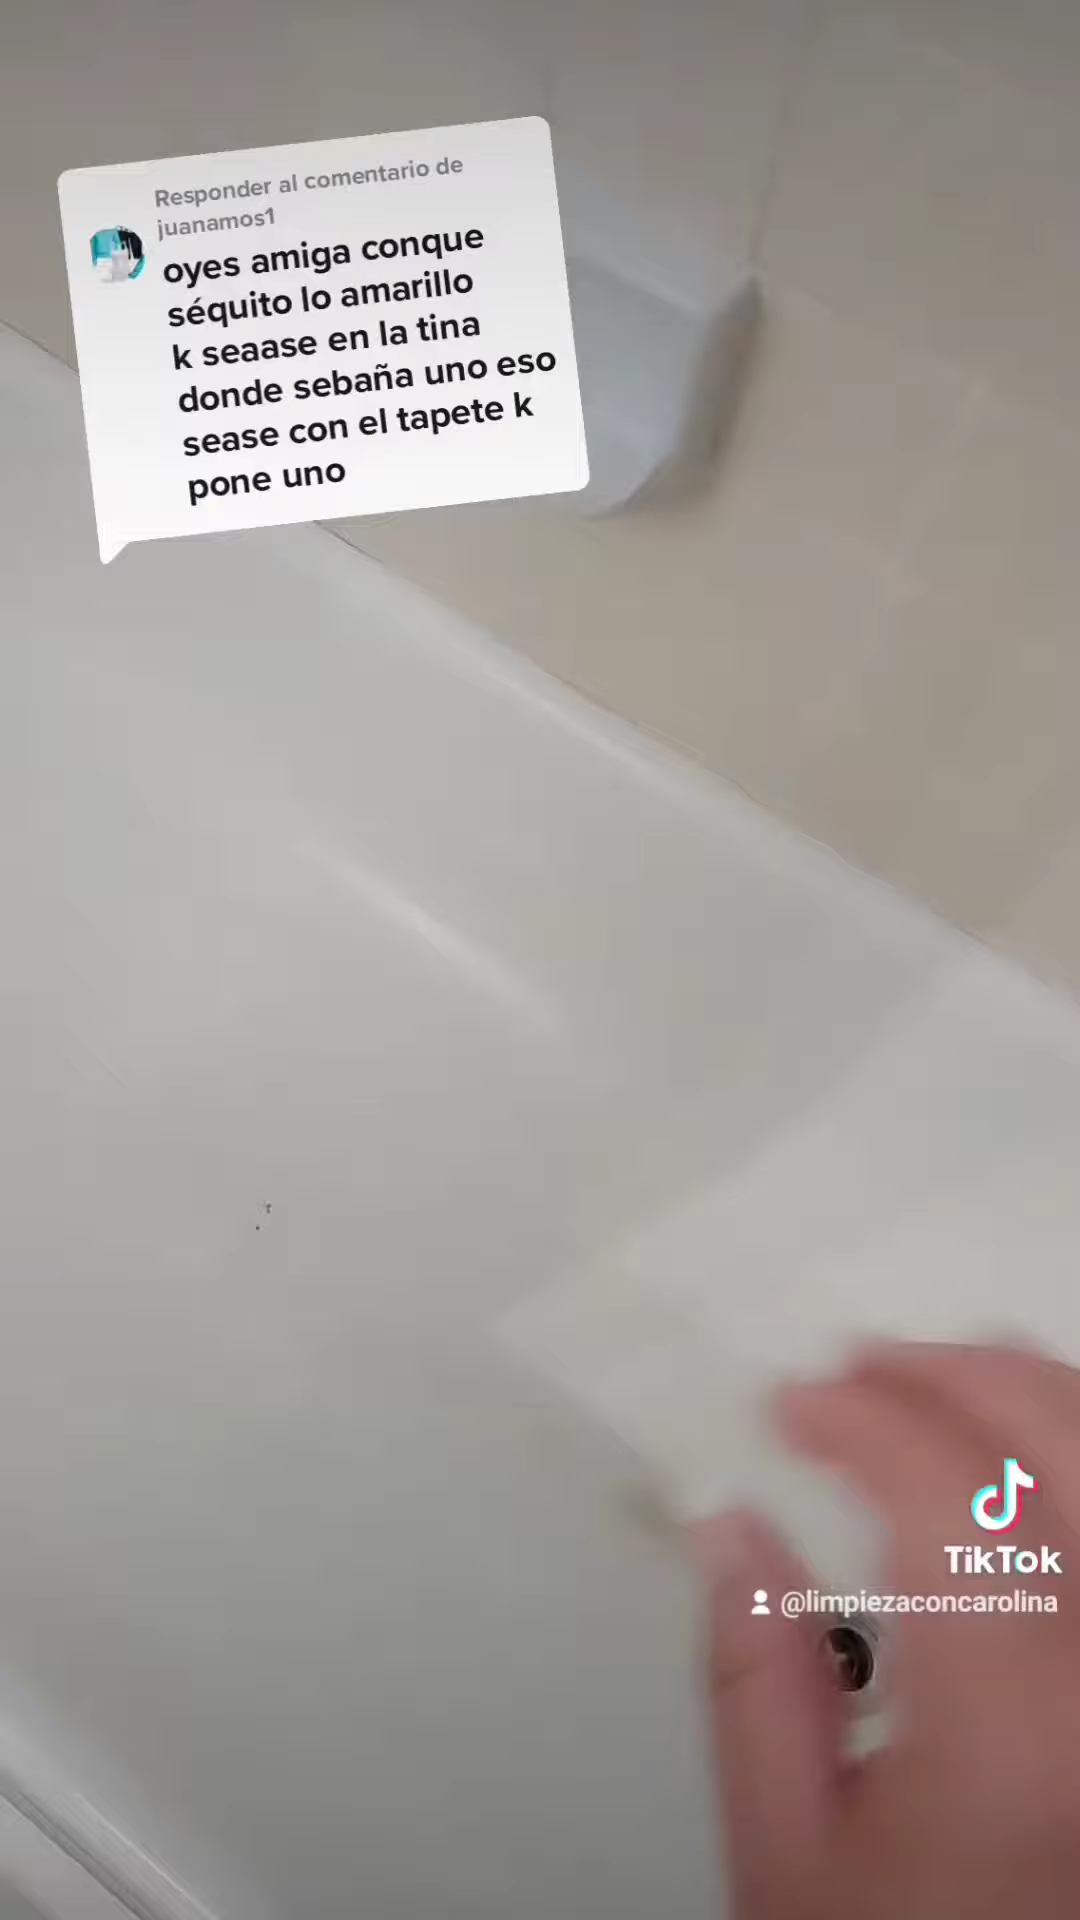 Responder al comentario de
juanamos1
oyes amiga conque
séquito lo amarillo
k seaase en la tina
donde sebaña uno eso
sease con el tapete k
pone uno
TikTok
@limpiezaconcarolina